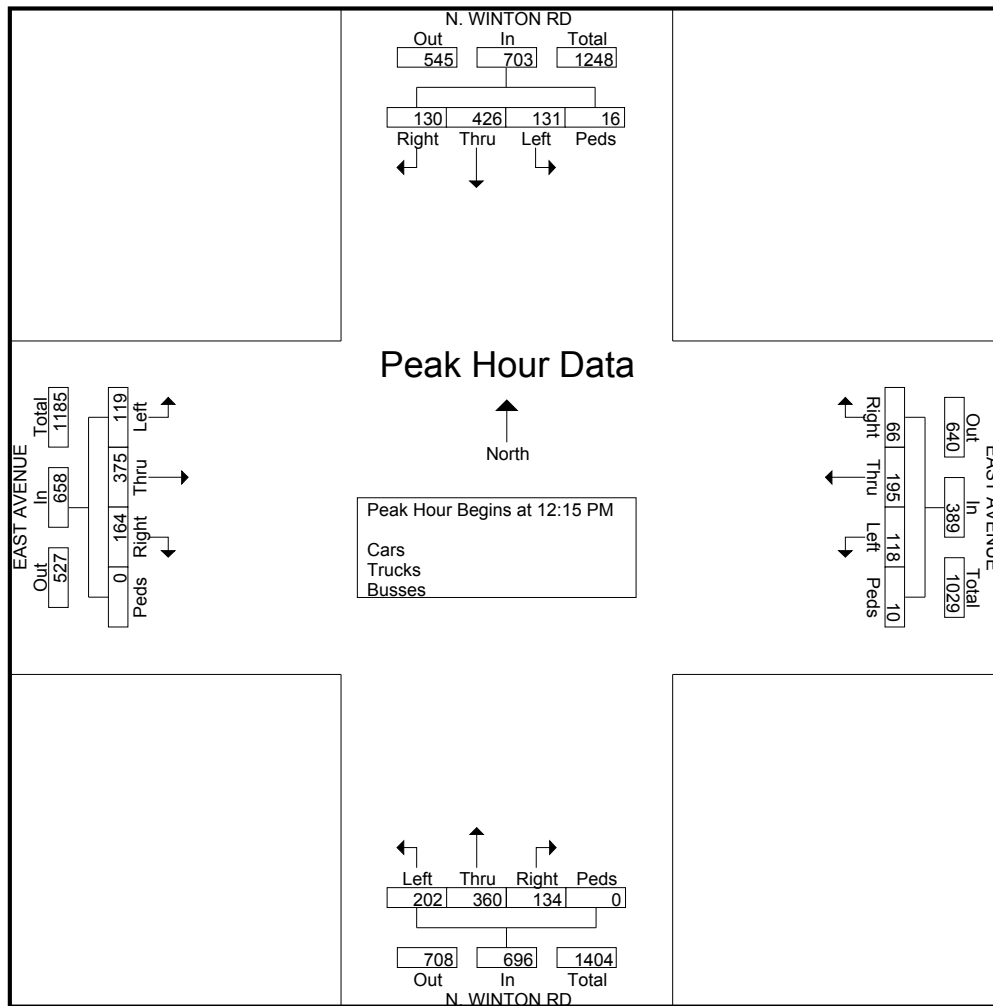 N. WINTON RD
Out In Total
545 703 1248
130 426 131 16
Right Thru Left Peds
Peak Hour Data
North
Peak Hour Begins at 12:15 PM
Cars
Trucks
Busses
EAST AVENUE
Out In Total
527 658 1185
Peds Right Thru Left
0 164 375 119
EAST AVENUE
Out In Total
640 389 1029
66 195 118 10
Right Thru Left Peds
Left Thru Right Peds
202 360 134 0
708 696 1404
Out In Total
N. WINTON RD